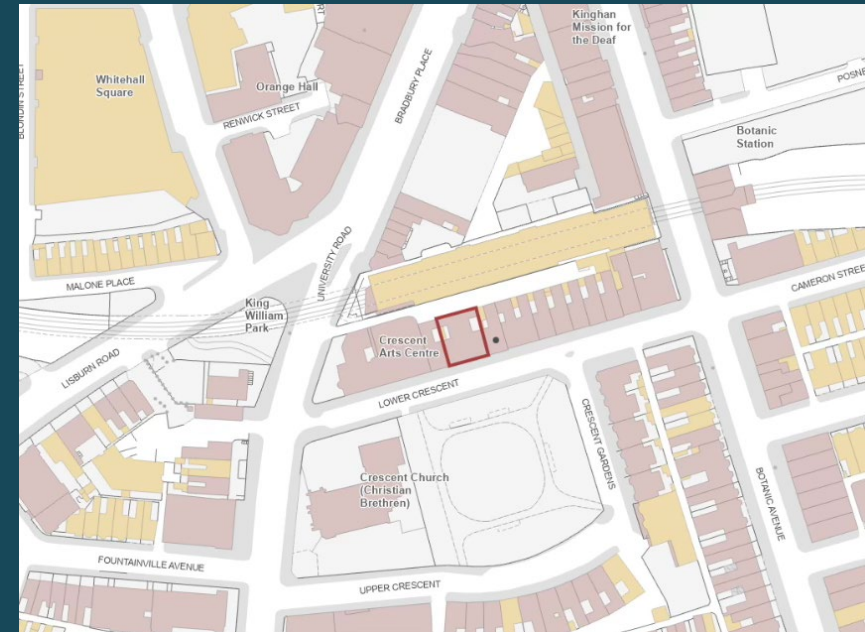 Kinghan
Mission for
the Deaf
Whitehall
Square
Orange Hall
RENWICK STREET
BRADBURY PLACE
Botanic
Station
UNIVERSITY ROAD
MALONE PLACE
King
William
Park
CAMERON STREE
Crescent
Arts Centre
LISBURN ROAD
LOWER CRESCENT
CRESCENT GARDENS
Crescent Church
(Christian
Brethren)
BOTANIC AVENUE
FOUNTAINVILLE AVENUE
UPPER CRESCENT